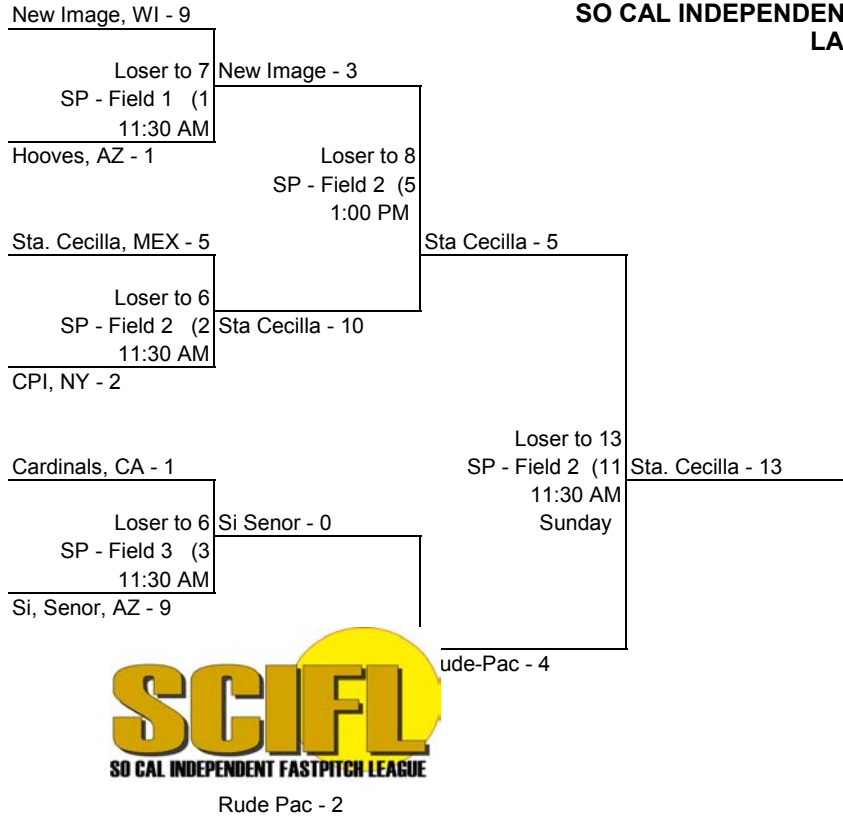 New Image, WI - 9
SO CAL INDEPENDEN
LA
Loser to 7
New Image - 3
SP - Field 1 (1
11:30 AM
Hooves, AZ - 1
Loser to 8
SP - Field 2 (5
1:00 PM
Sta. Cecilla, MEX - 5
Sta Cecilla - 5
Loser to 6
SP - Field 2 (2
Sta Cecilla - 10
11:30 AM
CPI, NY - 2
Loser to 13
Cardinals, CA - 1
SP - Field 2 (11
Sta. Cecilla - 13
11:30 AM
Sunday
Loser to 6
Si Senor - 0
SP - Field 3 (3
11:30 AM
Si, Senor, AZ - 9
ude-Pac - 4
SCIFL
SO CAL INDEPENDENT FASTPITCH LEAGUE
Rude Pac - 2